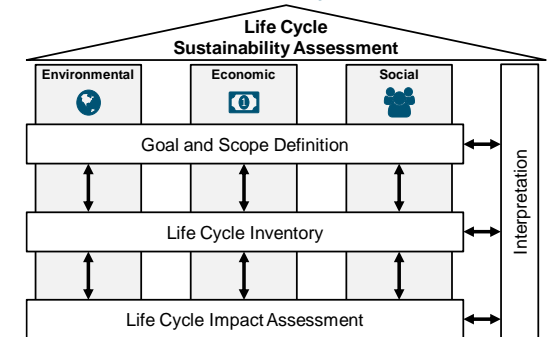 Life Cycle
Sustainability Assessment
Environmental
Economic
Social
1
Goal and Scope Definition
Life Cycle Inventory
Life Cycle Impact Assessment
Interpretation